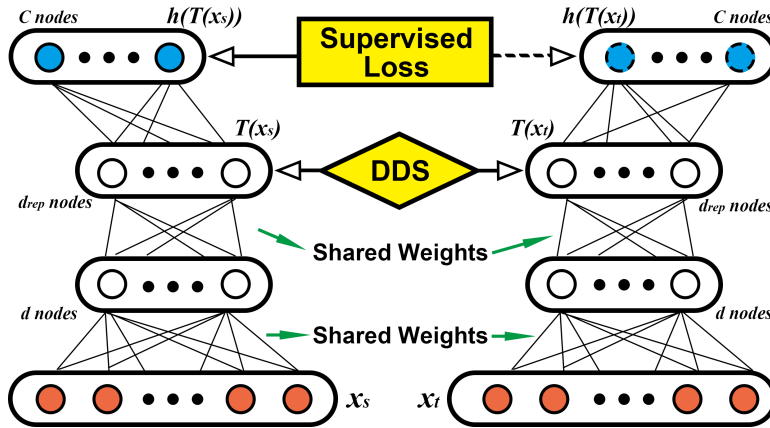 C nodes
h(T(xs))
Supervised
Loss
h(T(xt))
C nodes
T(xs)
DDS
T(xt)
drep nodes
drep nodes
Shared Weights
d nodes
d nodes
Shared Weights
xs
xt